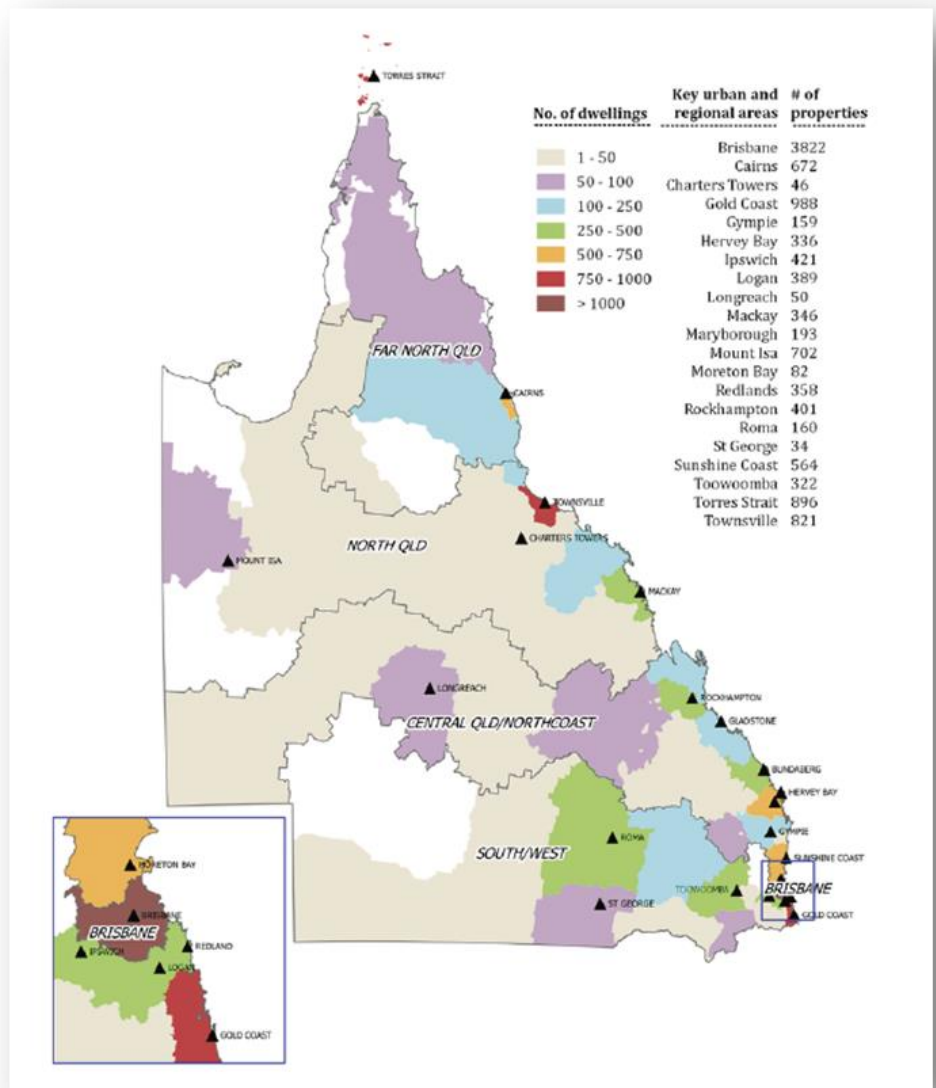 TORRES STRAIT
No. of dwellings
1 - 50
50 - 100
100 - 250
250 - 500
500 - 750
750 - 1000
> 1000
Key urban and # of
regional areas properties
Brisbane 3822
Cairns 672
Charters Towers 46
Gold Coast 988
Gympie 159
Hervey Bay 336
Ipswich 421
Logan 389
Longreach 50
Mackay 346
Maryborough 193
Mount Isa 702
Moreton Bay 82
Redlands 358
Rockhampton 401
Roma 160
St George 34
Sunshine Coast 564
Toowoomba 322
Torres Strait 896
Townsville 821
FAR NORTH QLD
CAIRNS
TOWNSVILLE
CHARTERS TOWERS
NORTH QLD
MOUNT ISA
MACKAY
LONGREACH
ROCKHAMPTON
CENTRAL QLD/NORTHCOAST
GLADSTONE
BUNDABERG
HERVEY BAY
GYMPIE
ROMA
SOUTH/WEST
SUNSHINE COAST
TOOWOOMBA
BRISBANE
ST GEORGE
GOLD COAST
MORETON BAY
BRISBANE
BRISBANE
REDLAND
IPSWICH
LOGAN
GOLD COAST